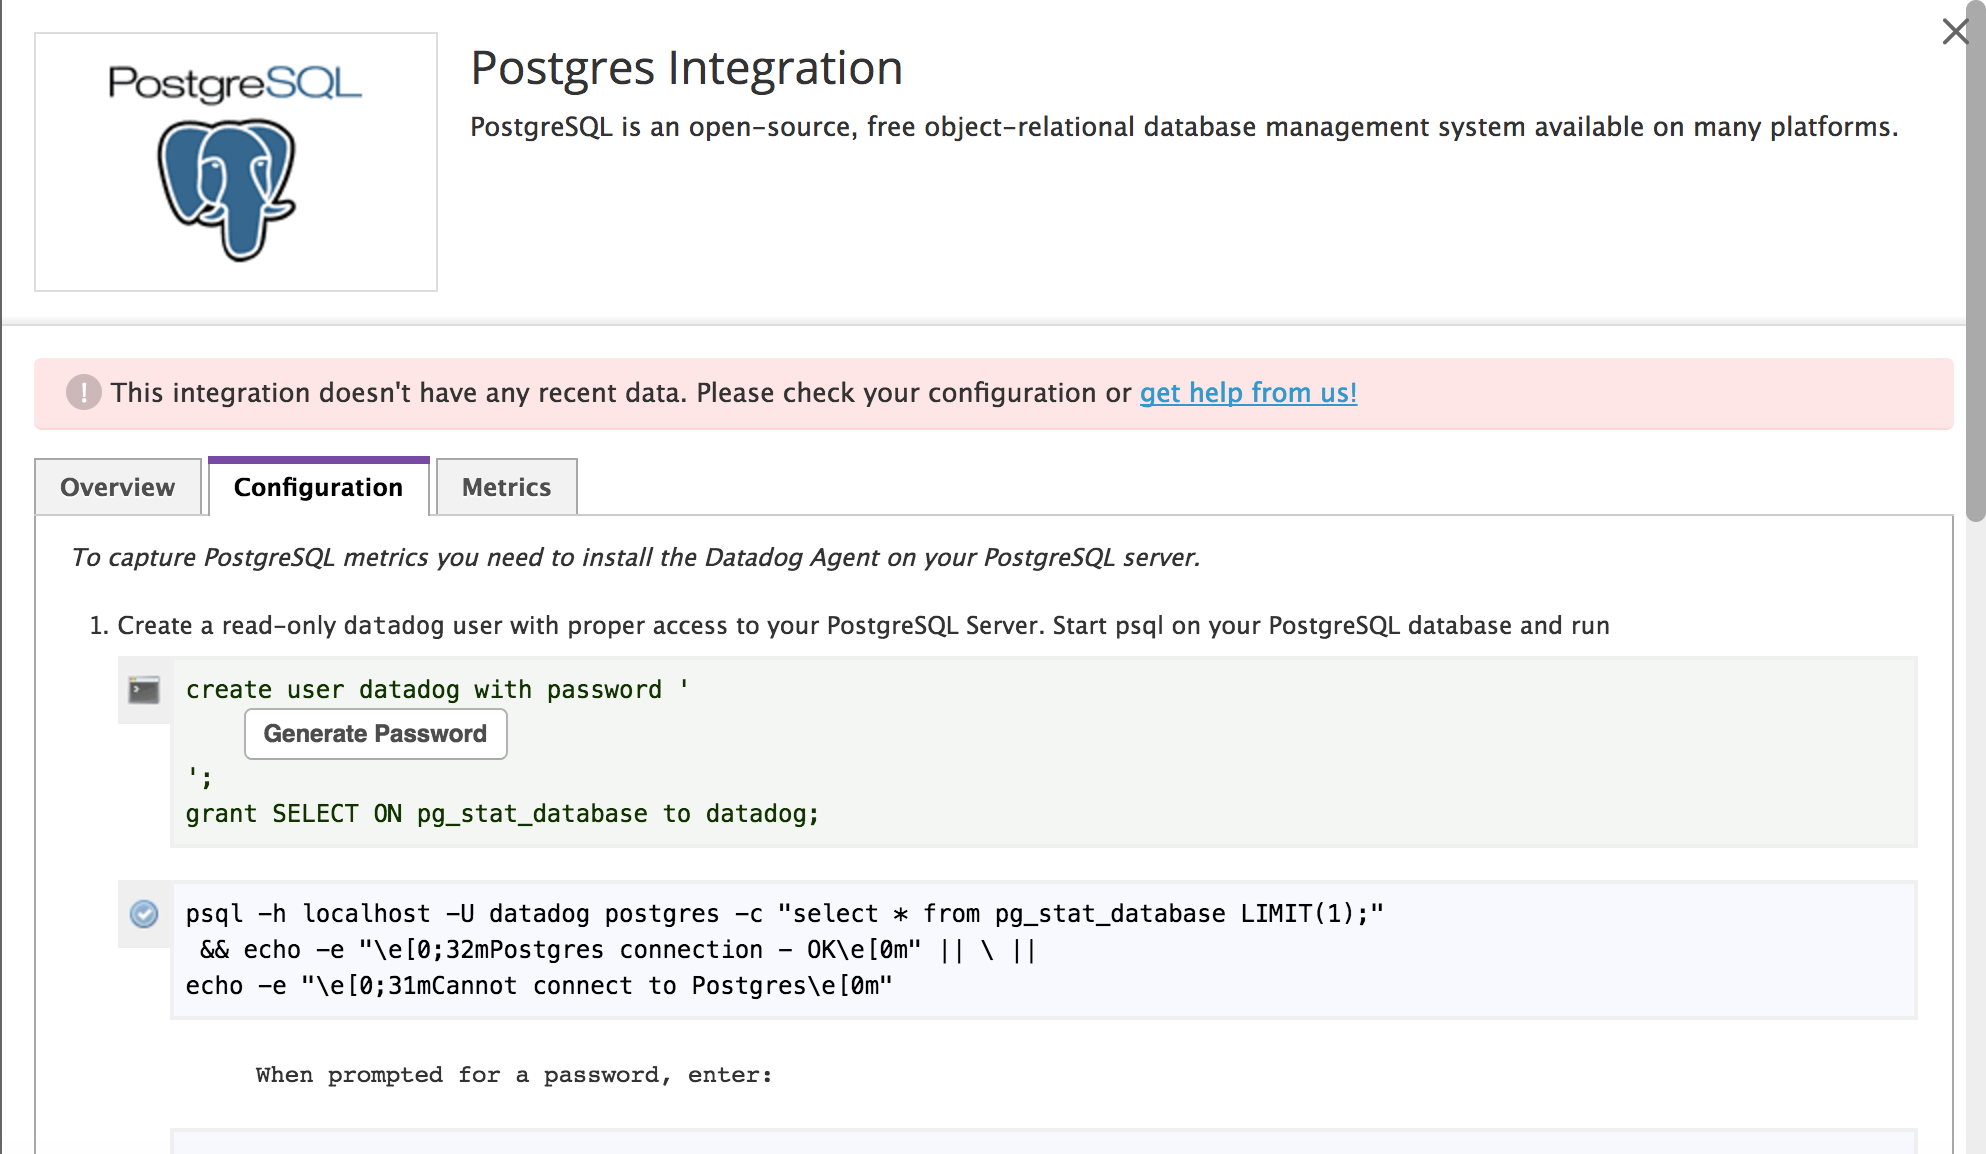 PostgreSQL
Postgres Integration
PostgreSQL is an open-source, free object-relational database management system available on many platforms.
! This integration doesn't have any recent data. Please check your configuration or get help from us!
Overview
Configuration
Metrics
To capture PostgreSQL metrics you need to install the Datadog Agent on your PostgreSQL server.
1. Create a read-only datadog user with proper access to your PostgreSQL Server. Start psql on your PostgreSQL database and run
create user datadog with password '
Generate Password
';
grant SELECT ON pg_stat_database to datadog;
psql -h localhost -U datadog postgres -c "select * from pg_stat_database LIMIT(1);"
 && echo -e "\e[0;32mPostgres connection - OK\e[0m" || \ ||
echo -e "\e[0;31mCannot connect to Postgres\e[0m"
When prompted for a password, enter: